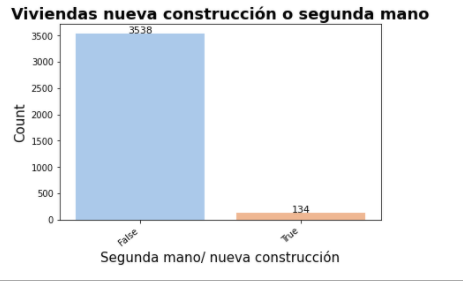 Viviendas nueva construcción o segunda mano
3500
3000
2500
2000
1500
1000
500
0
Count
3538
134
False
True
Segunda mano/ nueva construcción